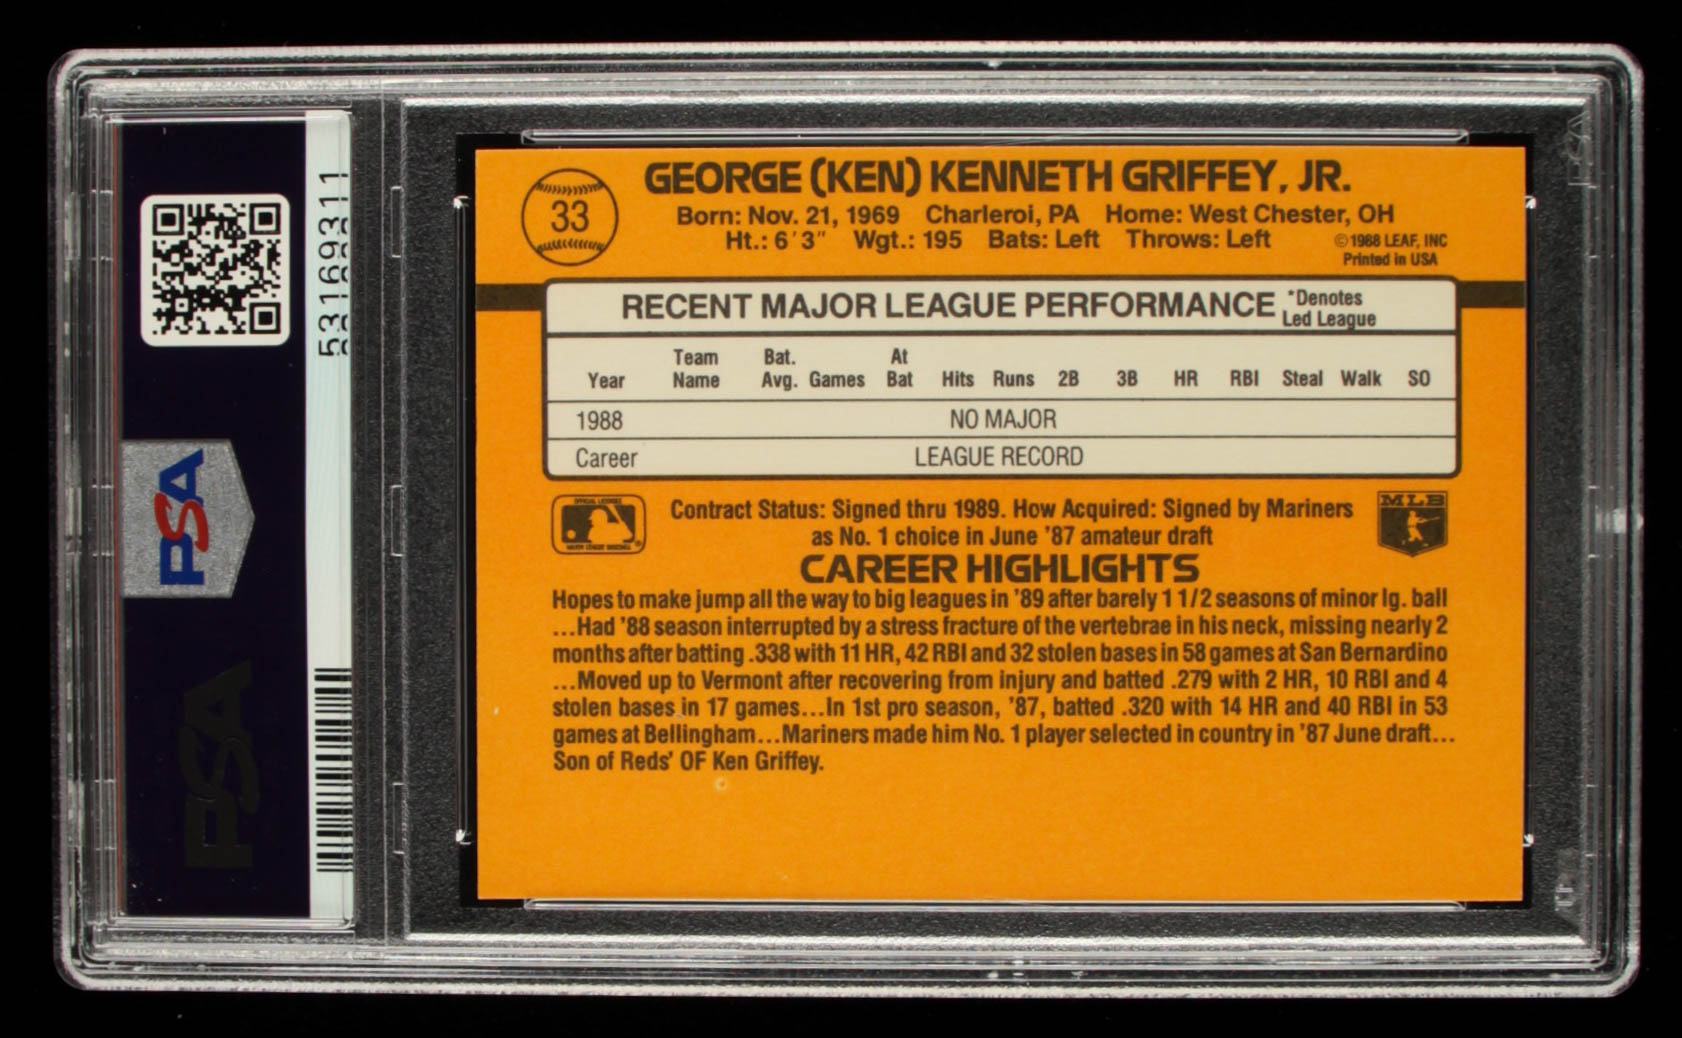 53169311
PSA
PSA
33
GEORGE (KEN) KENNETH GRIFFEY, JR.
Born: Nov. 21, 1969 Charleroi, PA Home: West Chester, OH
Ht.: 6'3" Wgt.: 195 Bats: Left Throws: Left
©1988 LEAF, INC
Printed in USA
RECENT MAJOR LEAGUE PERFORMANCE *Denotes Led League
Year Team Name Bat. Avg. Games At Bat Hits Runs 2B 3B HR RBI Steal Walk SO
1988 NO MAJOR
Career LEAGUE RECORD
MLB
Contract Status: Signed thru 1989. How Acquired: Signed by Mariners
as No. 1 choice in June '87 amateur draft
CAREER HIGHLIGHTS
Hopes to make jump all the way to big leagues in '89 after barely 1 1/2 seasons of minor lg. ball
...Had '88 season interrupted by a stress fracture of the vertebrae in his neck, missing nearly 2
months after batting .338 with 11 HR, 42 RBI and 32 stolen bases in 58 games at San Bernardino
...Moved up to Vermont after recovering from injury and batted .279 with 2 HR, 10 RBI and 4
stolen bases in 17 games...In 1st pro season, '87, batted .320 with 14 HR and 40 RBI in 53
games at Bellingham...Mariners made him No. 1 player selected in country in '87 June draft...
Son of Reds' OF Ken Griffey.